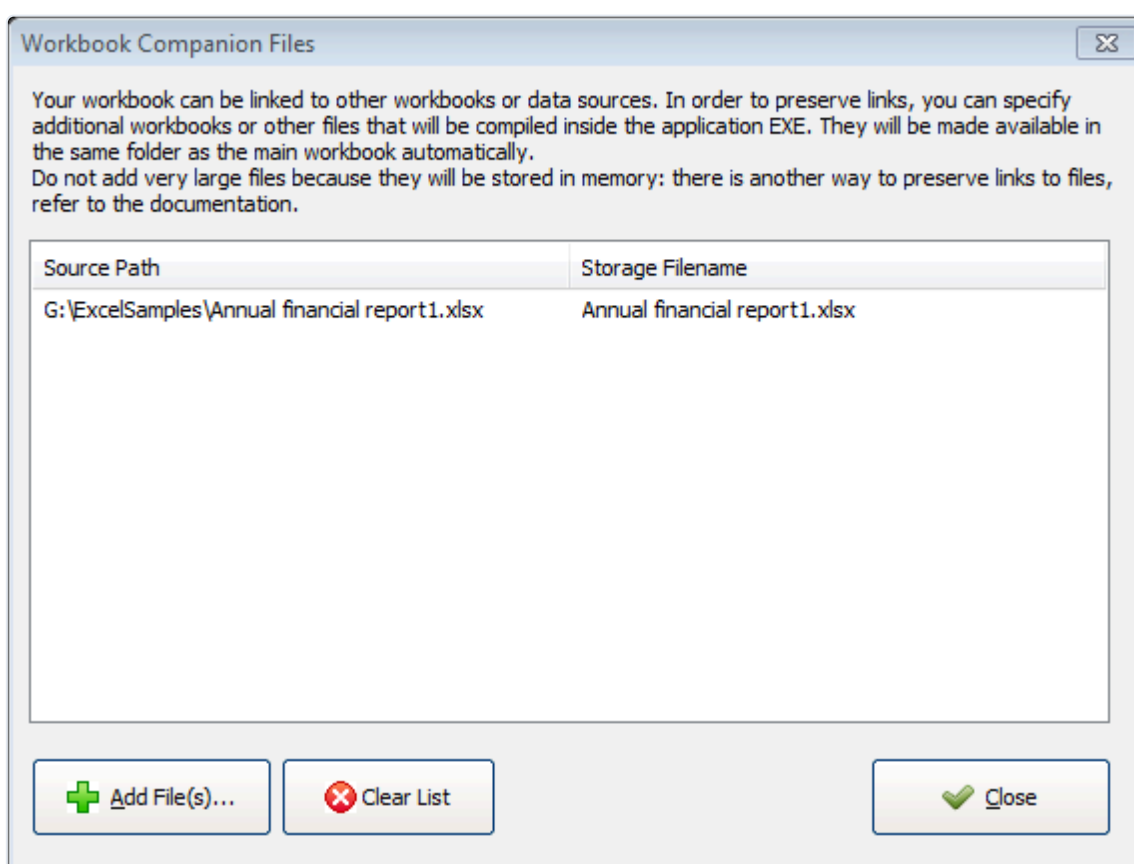 Workbook Companion Files
Your workbook can be linked to other workbooks or data sources. In order to preserve links, you can specify
additional workbooks or other files that will be compiled inside the application EXE. They will be made available in
the same folder as the main workbook automatically.
Do not add very large files because they will be stored in memory: there is another way to preserve links to files,
refer to the documentation.
Source Path Storage Filename
G:\ExcelSamples\Annual financial report1.xlsx Annual financial report1.xlsx
Add File(s)... Clear List Close